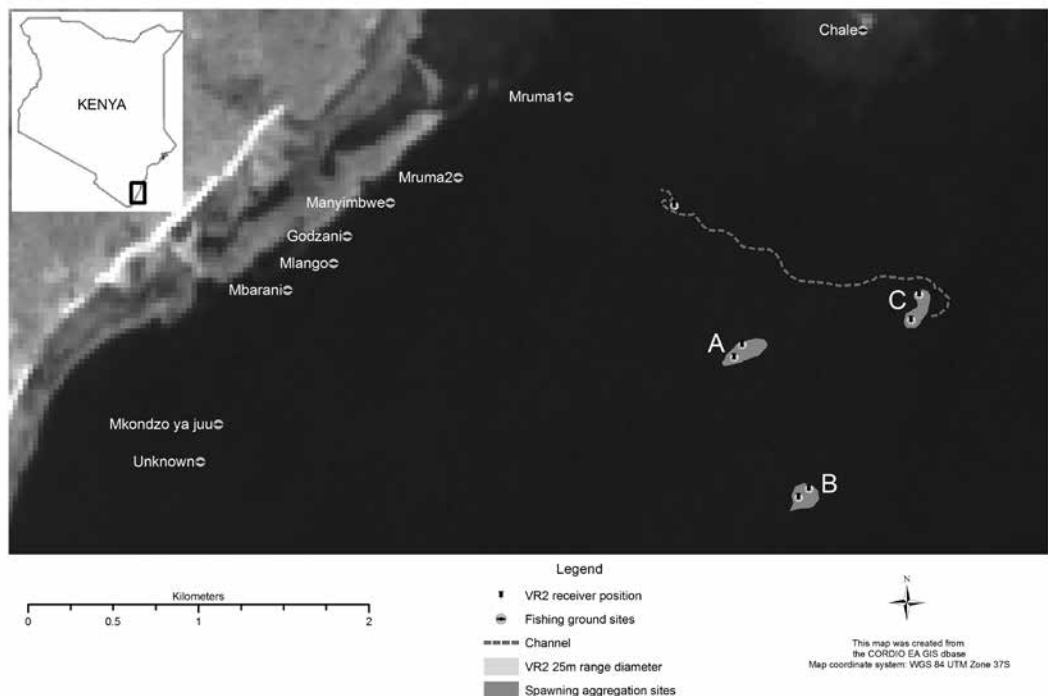 KENYA
Chale
Mruma1
Mruma2
Manyimbwe
Godzani
Mlango
Mbarani
C
A
Mkondzo ya juu
Unknown
B
Legend
Kilometers
0 0.5 1 2
VR2 receiver position
Fishing ground sites
Channel
VR2 25m range diameter
Spawning aggregation sites
N
This map was created from
the CORDIO EA GIS dbase
Map coordinate system: WGS 84 UTM Zone 37S